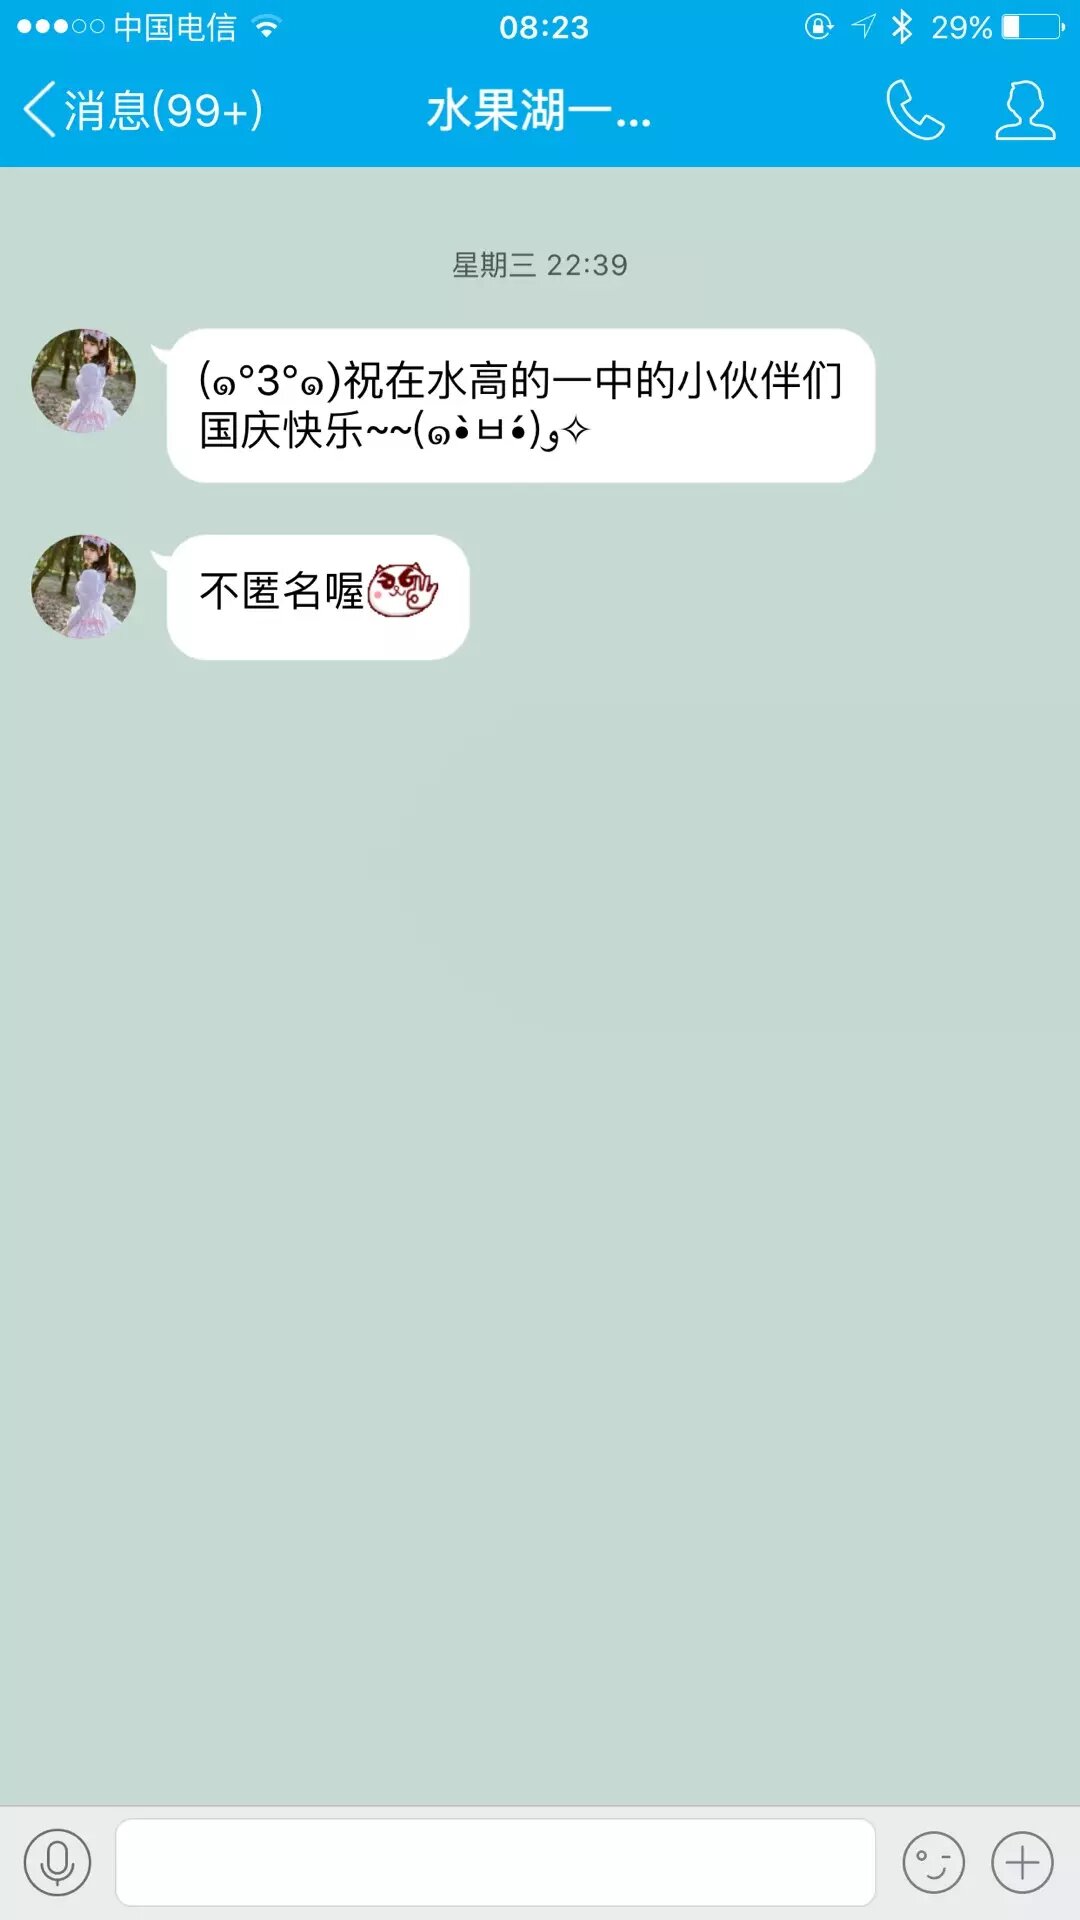 中国电信
08:23
29%
消息(99+)
水果湖一...
星期三 22:39
(๑°3°๑)祝在水高的一中的小伙伴们
国庆快乐~~(๑•̀ㅂ•́)و✧
不匿名喔